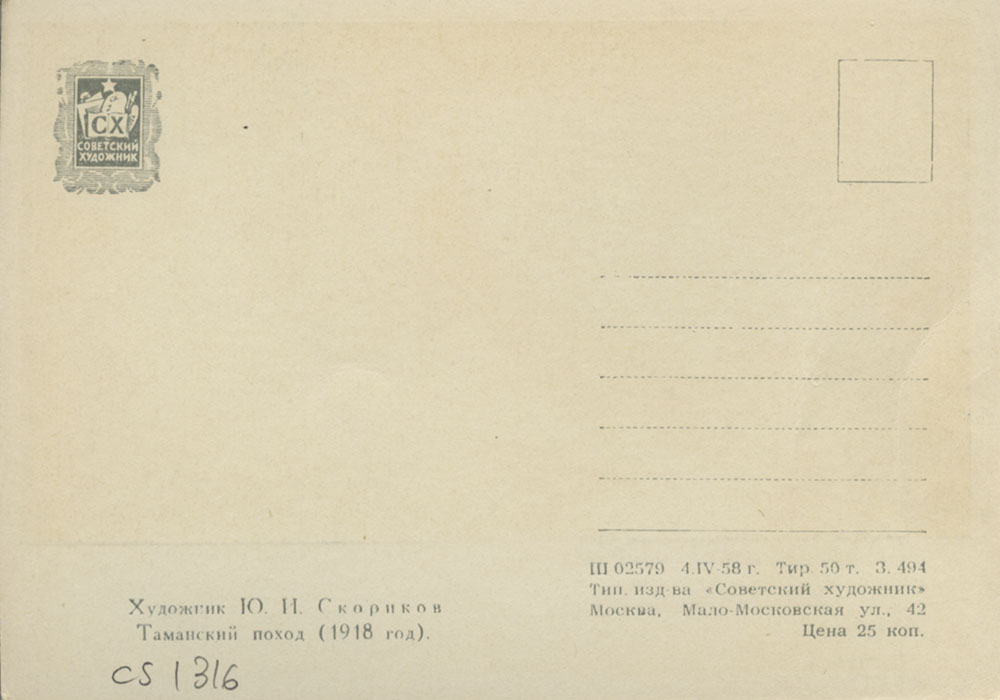 СХ
СОВЕТСКИЙ
ХУДОЖНИК
Художник Ю. И. Скориков
Таманский поход (1918 год).
CS 1316
Ш 02579 4.IV-58 г. Тир. 50 т. З. 494
Тип. изд-ва «Советский художник»
Москва, Мало-Московская ул., 42
Цена 25 коп.